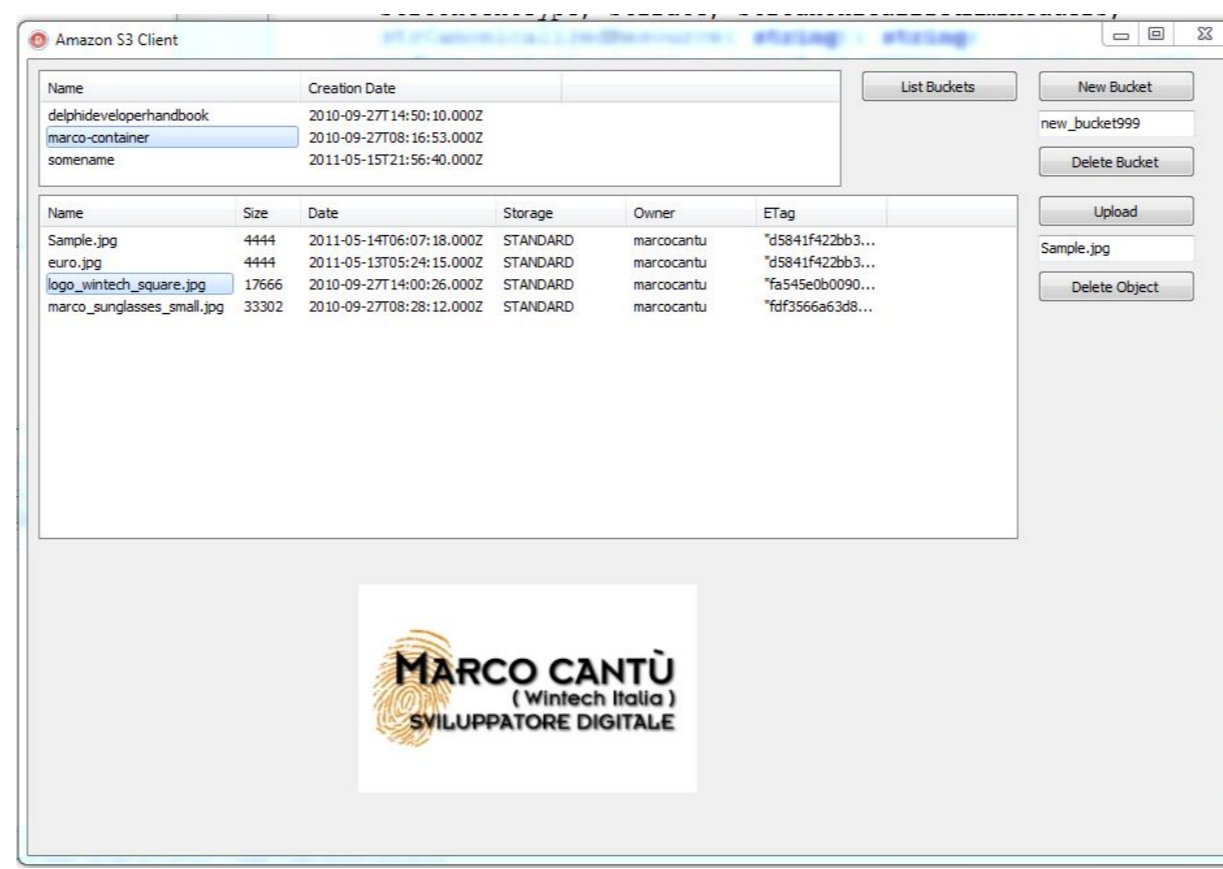 Amazon S3 Client
string string
Name Creation Date
delphideveloperhandbook 2010-09-27T14:50:10.000Z
marco-container 2010-09-27T08:16:53.000Z
somename 2011-05-15T21:56:40.000Z
List Buckets
New Bucket
new_bucket999
Delete Bucket
Name Size Date Storage Owner ETag
Sample.jpg 4444 2011-05-14T06:07:18.000Z STANDARD marcocantu "d5841f422bb3...
euro.jpg 4444 2011-05-13T05:24:15.000Z STANDARD marcocantu "d5841f422bb3...
logo_wintech_square.jpg 17666 2010-09-27T14:00:26.000Z STANDARD marcocantu "fa545e0b0090...
marco_sunglasses_small.jpg 33302 2010-09-27T08:28:12.000Z STANDARD marcocantu "fdf3566a63d8...
Upload
Sample.jpg
Delete Object
MARCO CANTÙ
( Wintech Italia )
SVILUPPATORE DIGITALE